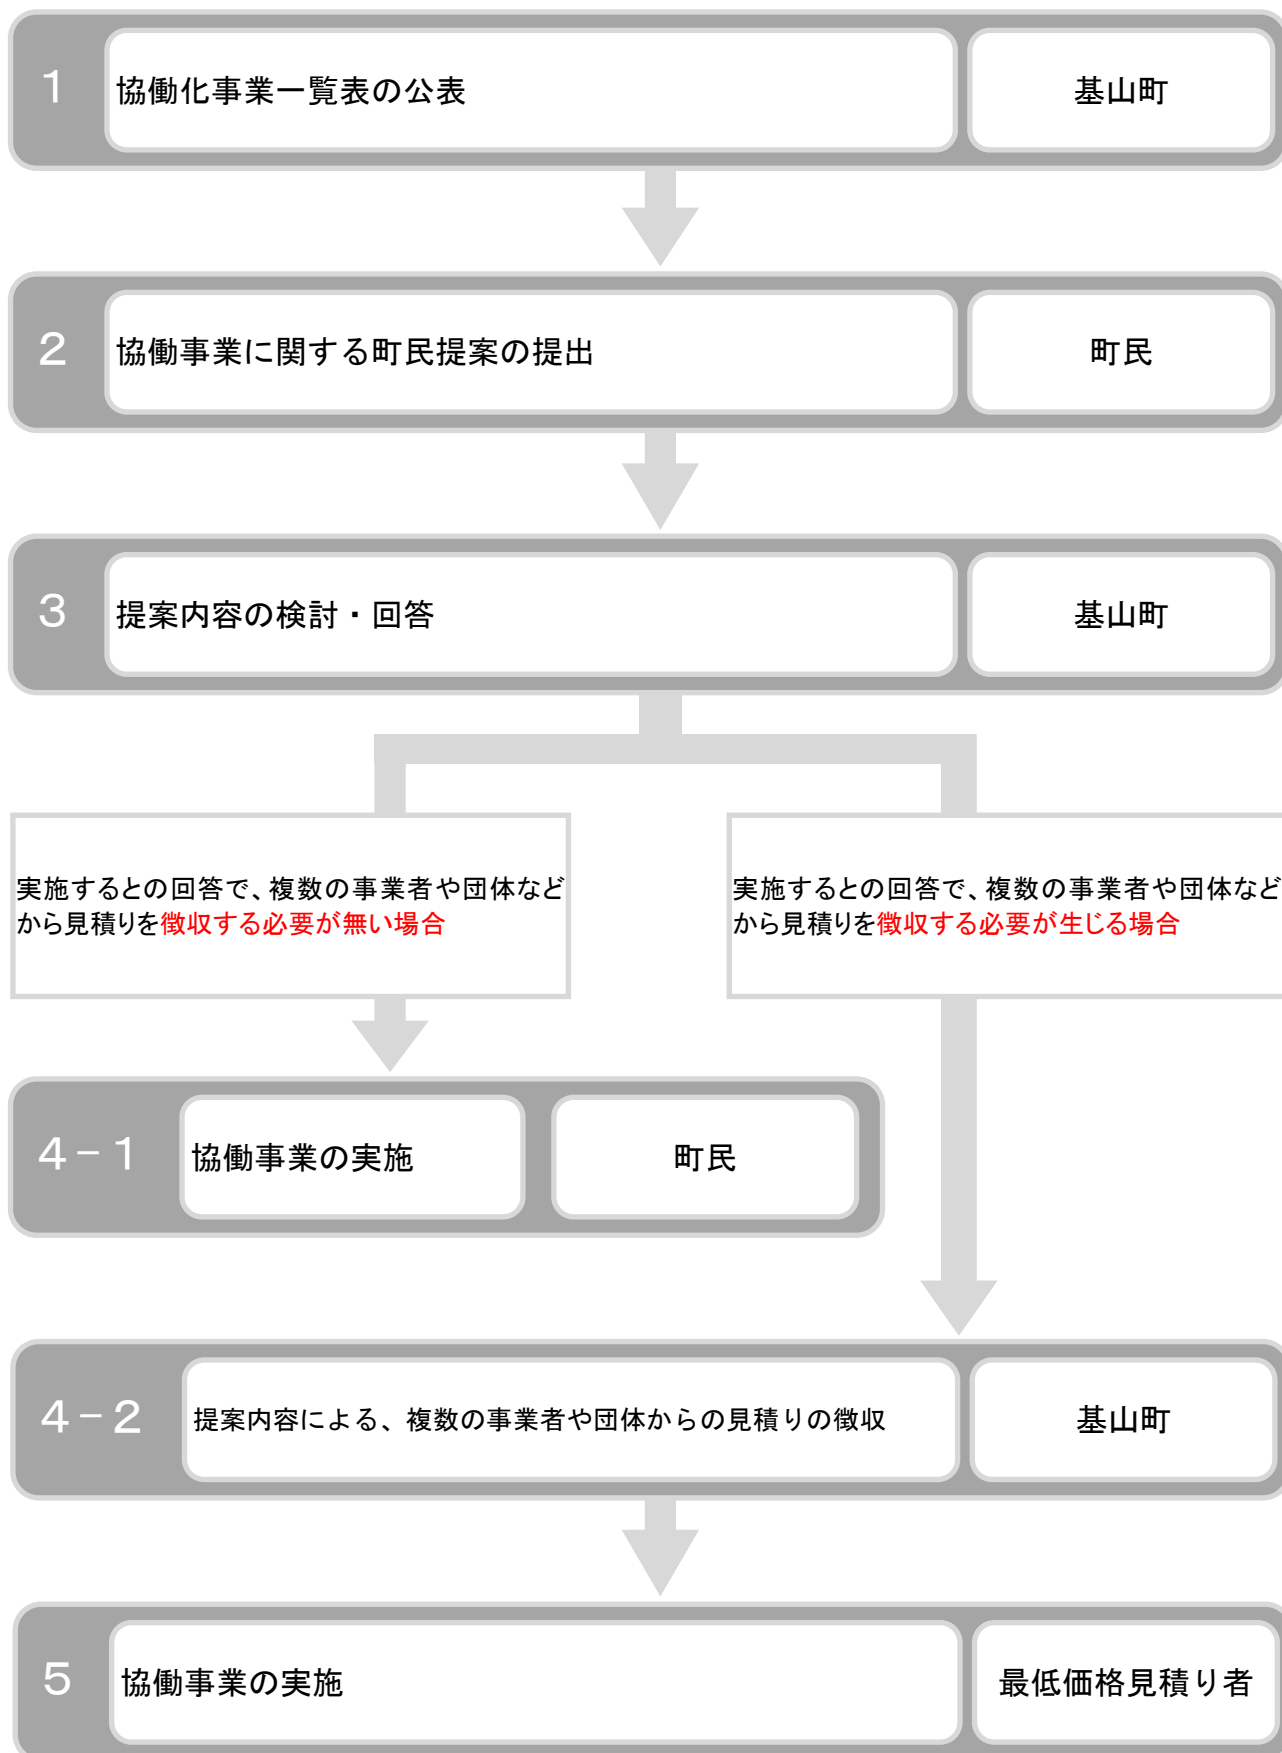 1 協働化事業一覧表の公表 基山町
2 協働事業に関する町民提案の提出 町民
3 提案内容の検討・回答 基山町
実施するとの回答で、複数の事業者や団体など
から見積りを徴収する必要が無い場合
実施するとの回答で、複数の事業者や団体など
から見積りを徴収する必要が生じる場合
4-1 協働事業の実施 町民
4-2 提案内容による、複数の事業者や団体からの見積りの徴収 基山町
5 協働事業の実施 最低価格見積り者